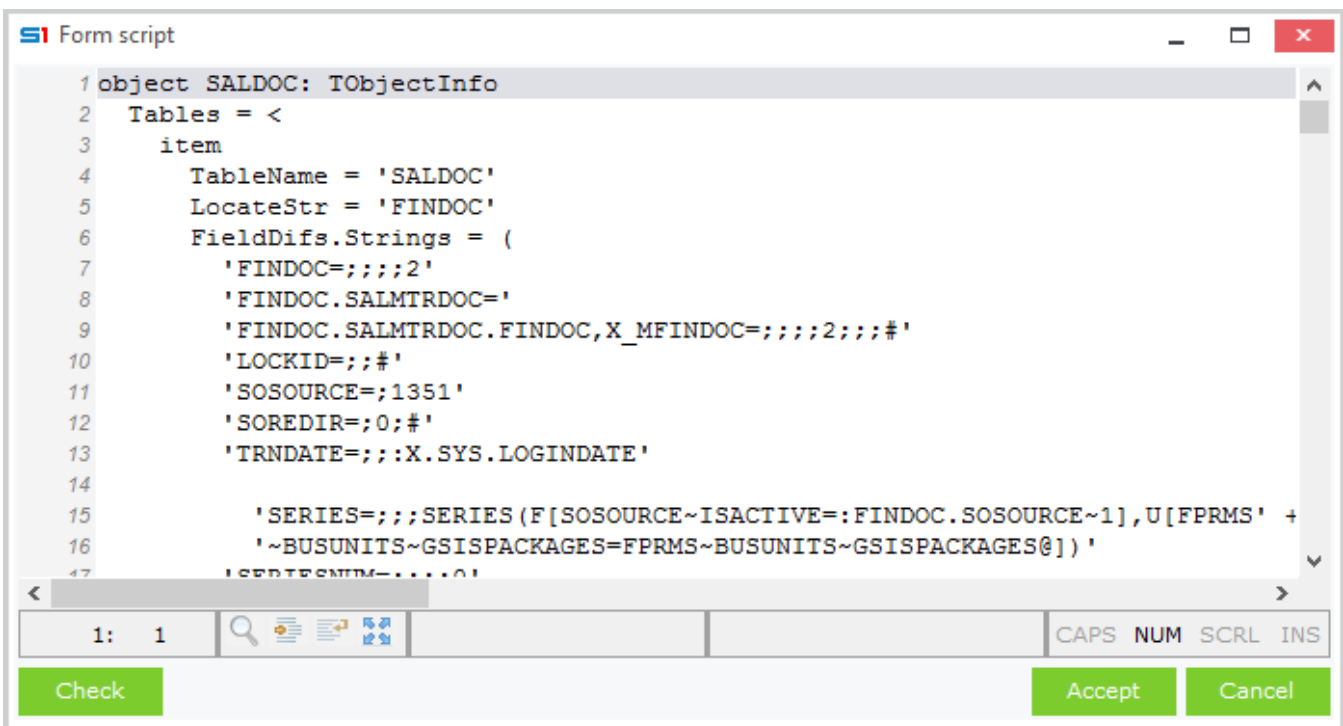 S1 Form script
1 object SALDOC: TObjectInfo
2 Tables = <
3 item
4 TableName = 'SALDOC'
5 LocateStr = 'FINDOC'
6 FieldDifs.Strings = (
7 'FINDOC=;;;;2'
8 'FINDOC.SALMTRDOC='
9 'FINDOC.SALMTRDOC.FINDOC,X_MFINDOC=;;;;2;;;#'
10 'LOCKID=;;#'
11 'SOSOURCE=;1351'
12 'SOREDIR=;0;#'
13 'TRNDATE=;;:X.SYS.LOGINDATE'
14
15 'SERIES=;;;SERIES(F[SOSOURCE~ISACTIVE=:FINDOC.SOSOURCE~1],U[FPRMS' +
16 '~BUSUNITS~GSISPACKAGES=FPRMS~BUSUNITS~GSISPACKAGES@])'
17 'SERIESNUM=;;;;0'
1: 1 CAPS NUM SCRL INS
Check Accept Cancel